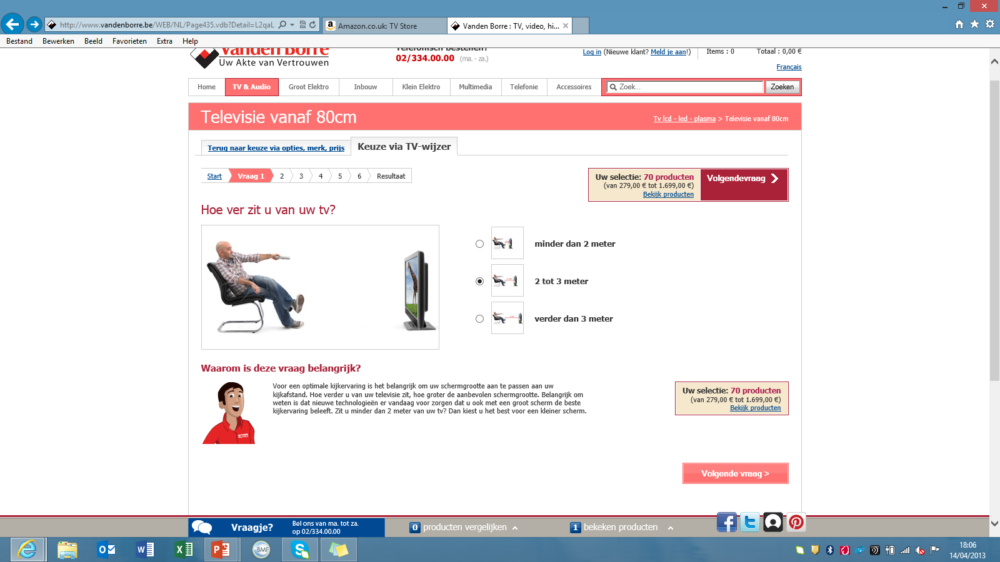 http://www.vandenborre.be/WEB/NL/Page435.vdb?Detail=L2qaL
Amazon.co.uk: TV Store
Vanden Borre : TV, video, hi...
Bestand Bewerken Beeld Favorieten Extra Help
Vanden Borre
Uw Akte van Vertrouwen
Telefonisch bestellen?
02/334.00.00 (ma. - za.)
Log in (Nieuwe klant? Meld je aan!)
Items : 0 Totaal : 0,00 €
Francais
Home TV & Audio Groot Elektro Inbouw Klein Elektro Multimedia Telefonie Accessoires Zoek... Zoeken
Televisie vanaf 80cm
Tv lcd - led - plasma > Televisie vanaf 80cm
Terug naar keuze via opties, merk, prijs
Keuze via TV-wijzer
Start Vraag 1 2 3 4 5 6 Resultaat
Uw selectie: 70 producten
(van 279,00 € tot 1.699,00 €)
Bekijk producten
Volgendevraag
Hoe ver zit u van uw tv?
minder dan 2 meter
2 tot 3 meter
verder dan 3 meter
Waarom is deze vraag belangrijk?
Voor een optimale kijkervaring is het belangrijk om uw schermgrootte aan te passen aan uw
kijkafstand. Hoe verder u van uw televisie zit, hoe groter de aanbevolen schermgrootte. Belangrijk om
weten is dat nieuwe technologieën er vandaag voor zorgen dat u ook met een groot scherm de beste
kijkervaring beleeft. Zit u minder dan 2 meter van uw tv? Dan kiest u het best voor een kleiner scherm.
Uw selectie: 70 producten
(van 279,00 € tot 1.699,00 €)
Bekijk producten
Volgende vraag >
Vraagje?
Bel ons van ma. tot za.
op 02/334.00.00
0 producten vergelijken
1 bekeken producten
BMF
18:06
14/04/2013